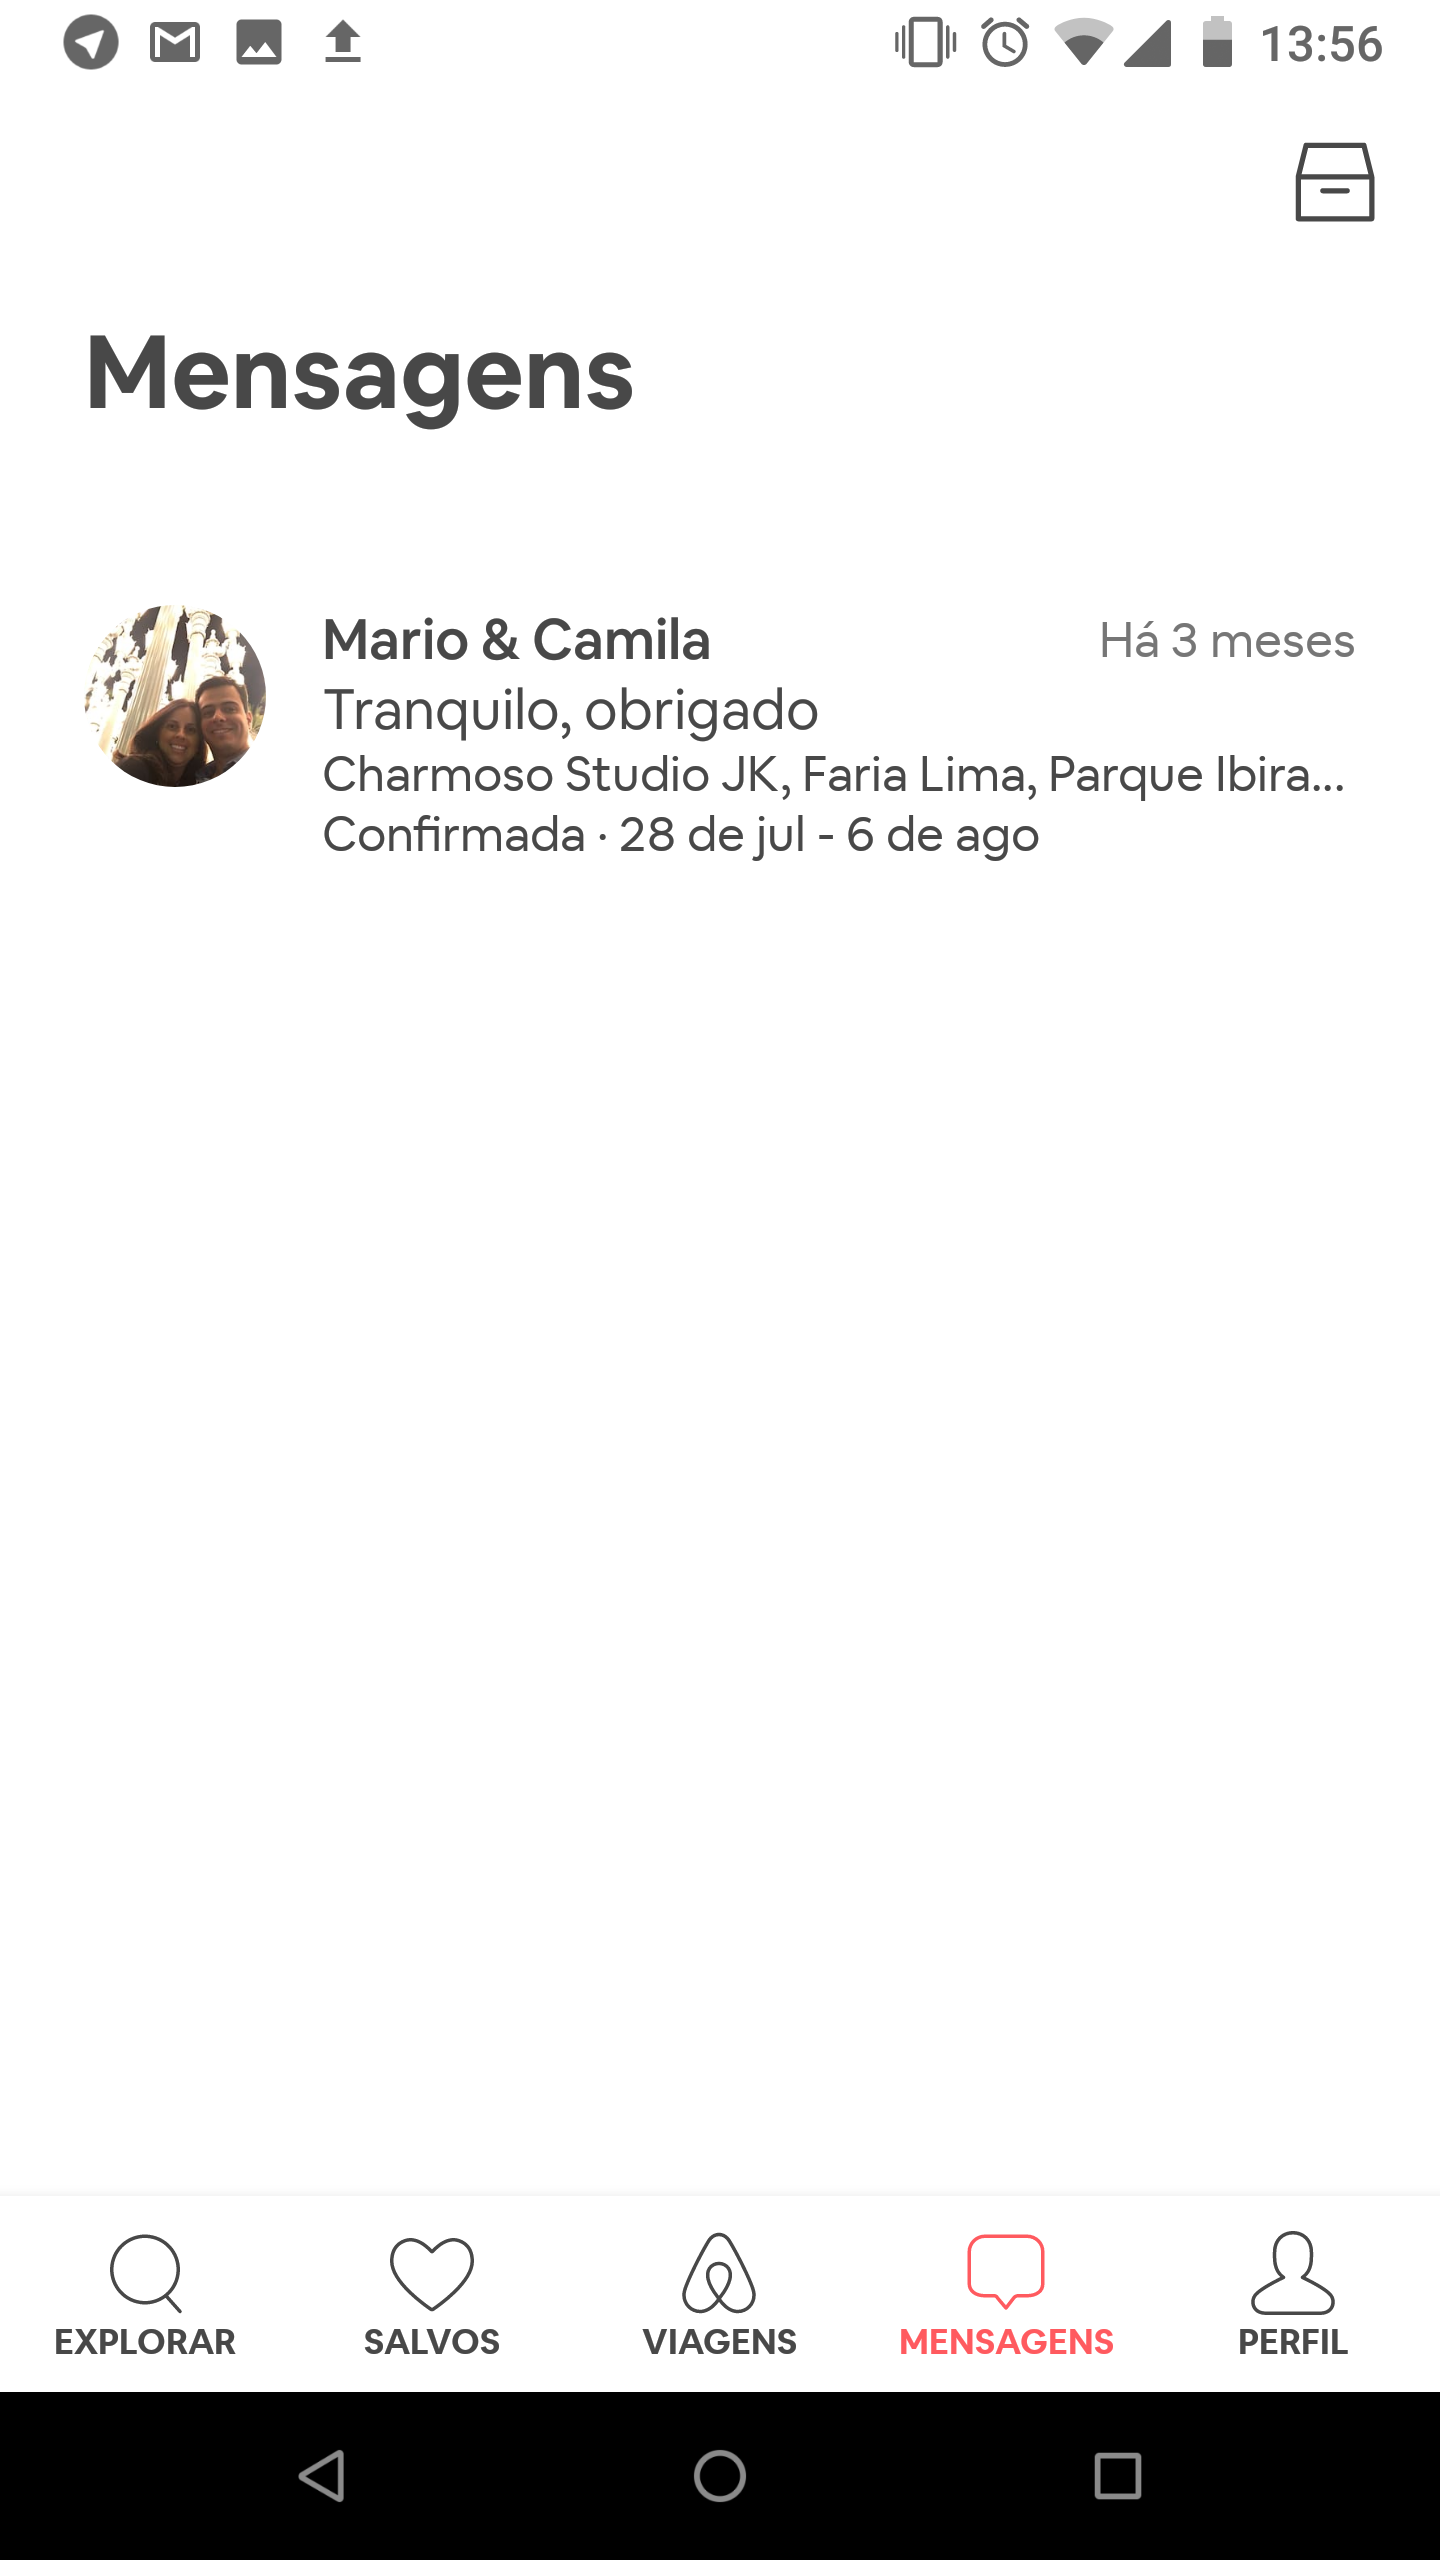 13:56
Mensagens
Mario & Camila
Há 3 meses
Tranquilo, obrigado
Charmoso Studio JK, Faria Lima, Parque Ibira...
Confirmada · 28 de jul - 6 de ago
EXPLORAR
SALVOS
VIAGENS
MENSAGENS
PERFIL